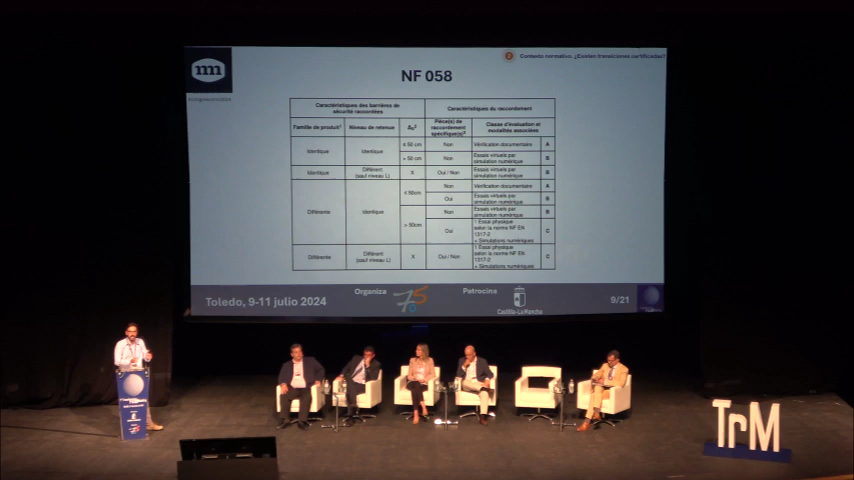 2 Contexto normativo. ¿Existen transiciones certificadas?
NF 058
Caractéristiques des barrières de sécurité raccordées
Caractéristiques du raccordement
Famille de produit¹
Niveau de retenue
Pièce(s) de raccordement spécifique(s)²
Classe d'évaluation et modalités associées
Identique
Identique
≤ 50 cm
Non
Vérification documentaire
A
> 50 cm
Non
Essais virtuels par simulation numérique
B
Identique
Différent (sauf niveau L)
X
Oui / Non
Essais virtuels par simulation numérique
B
Différente
Identique
≤ 50cm
Non
Vérification documentaire
A
Oui
Essais virtuels par simulation numérique
B
> 50cm
Non
Essais virtuels par simulation numérique
B
Oui
1 Essai physique selon la norme NF EN 1317-2 + Simulations numériques
C
Différente
Différent (sauf niveau L)
X
Oui / Non
1 Essai physique selon la norme NF EN 1317-2 + Simulations numériques
C
Toledo, 9-11 julio 2024
Organiza
75
Patrocina
Castilla-La Mancha
9/21
TrM